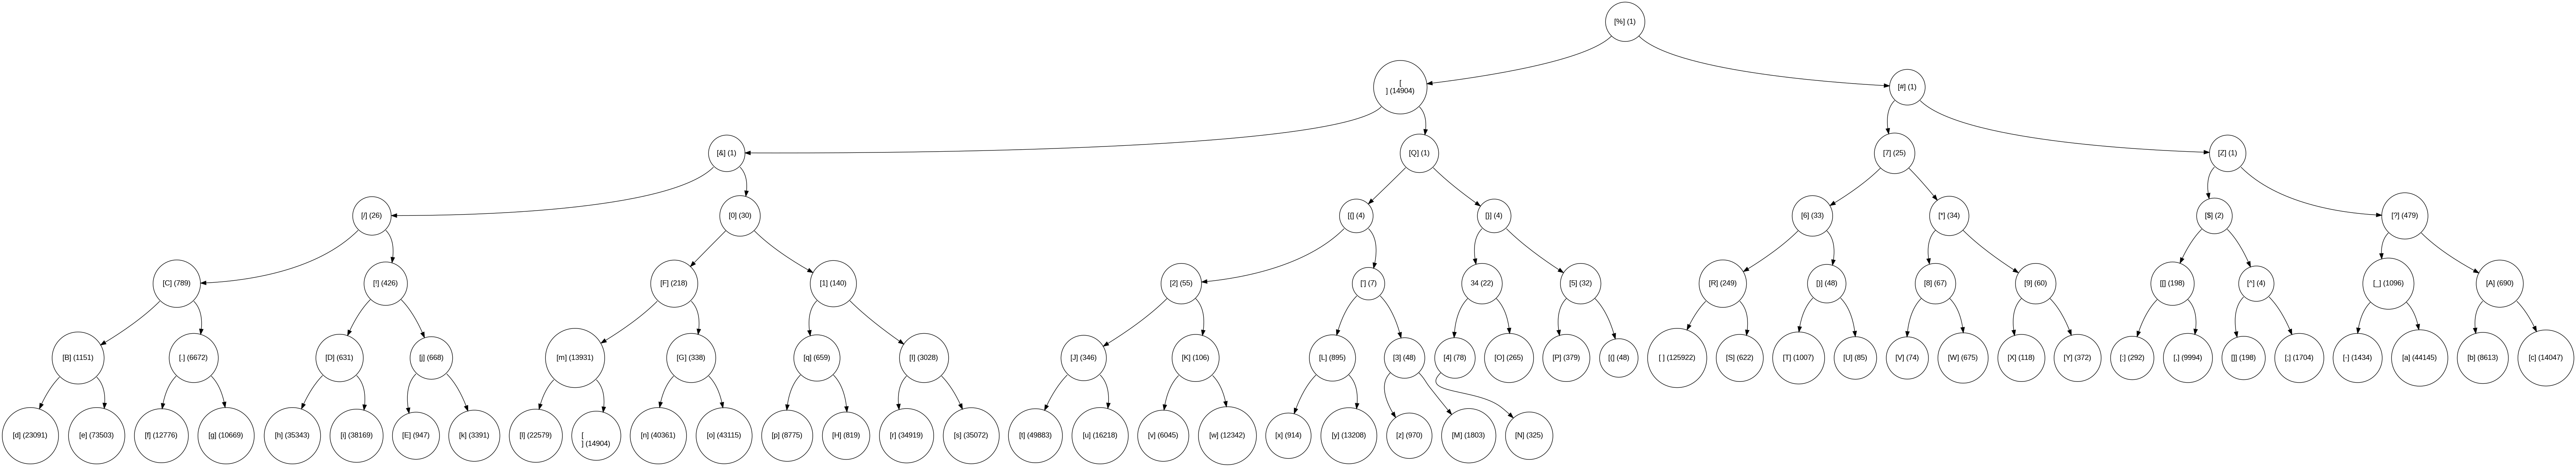 [%] (1)
[
] (14904)
[#] (1)
[&] (1)
[Q] (1)
[7] (25)
[Z] (1)
[/] (26)
[0] (30)
[{] (4)
[}] (4)
[6] (33)
[*] (34)
[$] (2)
[?] (479)
[C] (789)
[!] (426)
[F] (218)
[1] (140)
[2] (55)
['] (7)
34 (22)
[5] (32)
[R] (249)
[)] (48)
[8] (67)
[9] (60)
[[] (198)
[^] (4)
[_] (1096)
[A] (690)
[B] (1151)
[.] (6672)
[D] (631)
[j] (668)
[m] (13931)
[G] (338)
[q] (659)
[I] (3028)
[J] (346)
[K] (106)
[L] (895)
[3] (48)
[4] (78)
[O] (265)
[P] (379)
[(] (48)
[ ] (125922)
[S] (622)
[T] (1007)
[U] (85)
[V] (74)
[W] (675)
[X] (118)
[Y] (372)
[:] (292)
[,] (9994)
[]] (198)
[;] (1704)
[-] (1434)
[a] (44145)
[b] (8613)
[c] (14047)
[d] (23091)
[e] (73503)
[f] (12776)
[g] (10669)
[h] (35343)
[i] (38169)
[E] (947)
[k] (3391)
[l] (22579)
[
] (14904)
[n] (40361)
[o] (43115)
[p] (8775)
[H] (819)
[r] (34919)
[s] (35072)
[t] (49883)
[u] (16218)
[v] (6045)
[w] (12342)
[x] (914)
[y] (13208)
[z] (970)
[M] (1803)
[N] (325)